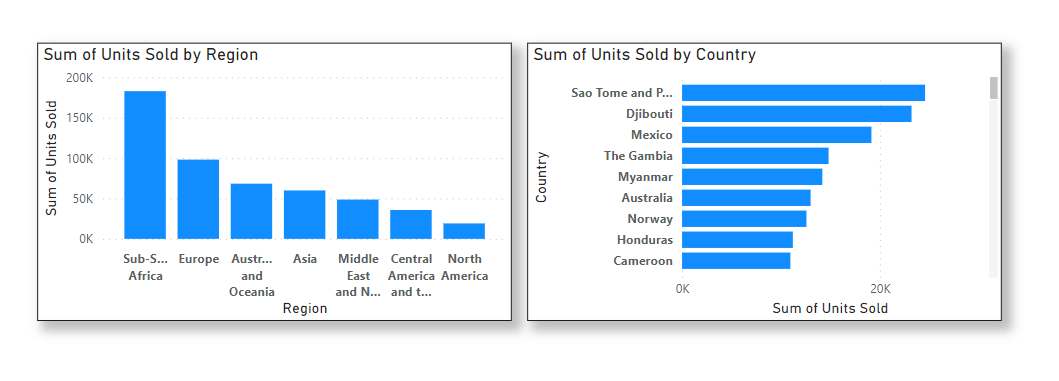 Sum of Units Sold by Region
Sum of Units Sold
200K
150K
100K
50K
0K
Sub-S... Africa
Europe
Austr... and Oceania
Asia
Middle East and N...
Central America and t...
North America
Region
Sum of Units Sold by Country
Country
Sao Tome and P...
Djibouti
Mexico
The Gambia
Myanmar
Australia
Norway
Honduras
Cameroon
0K
20K
Sum of Units Sold